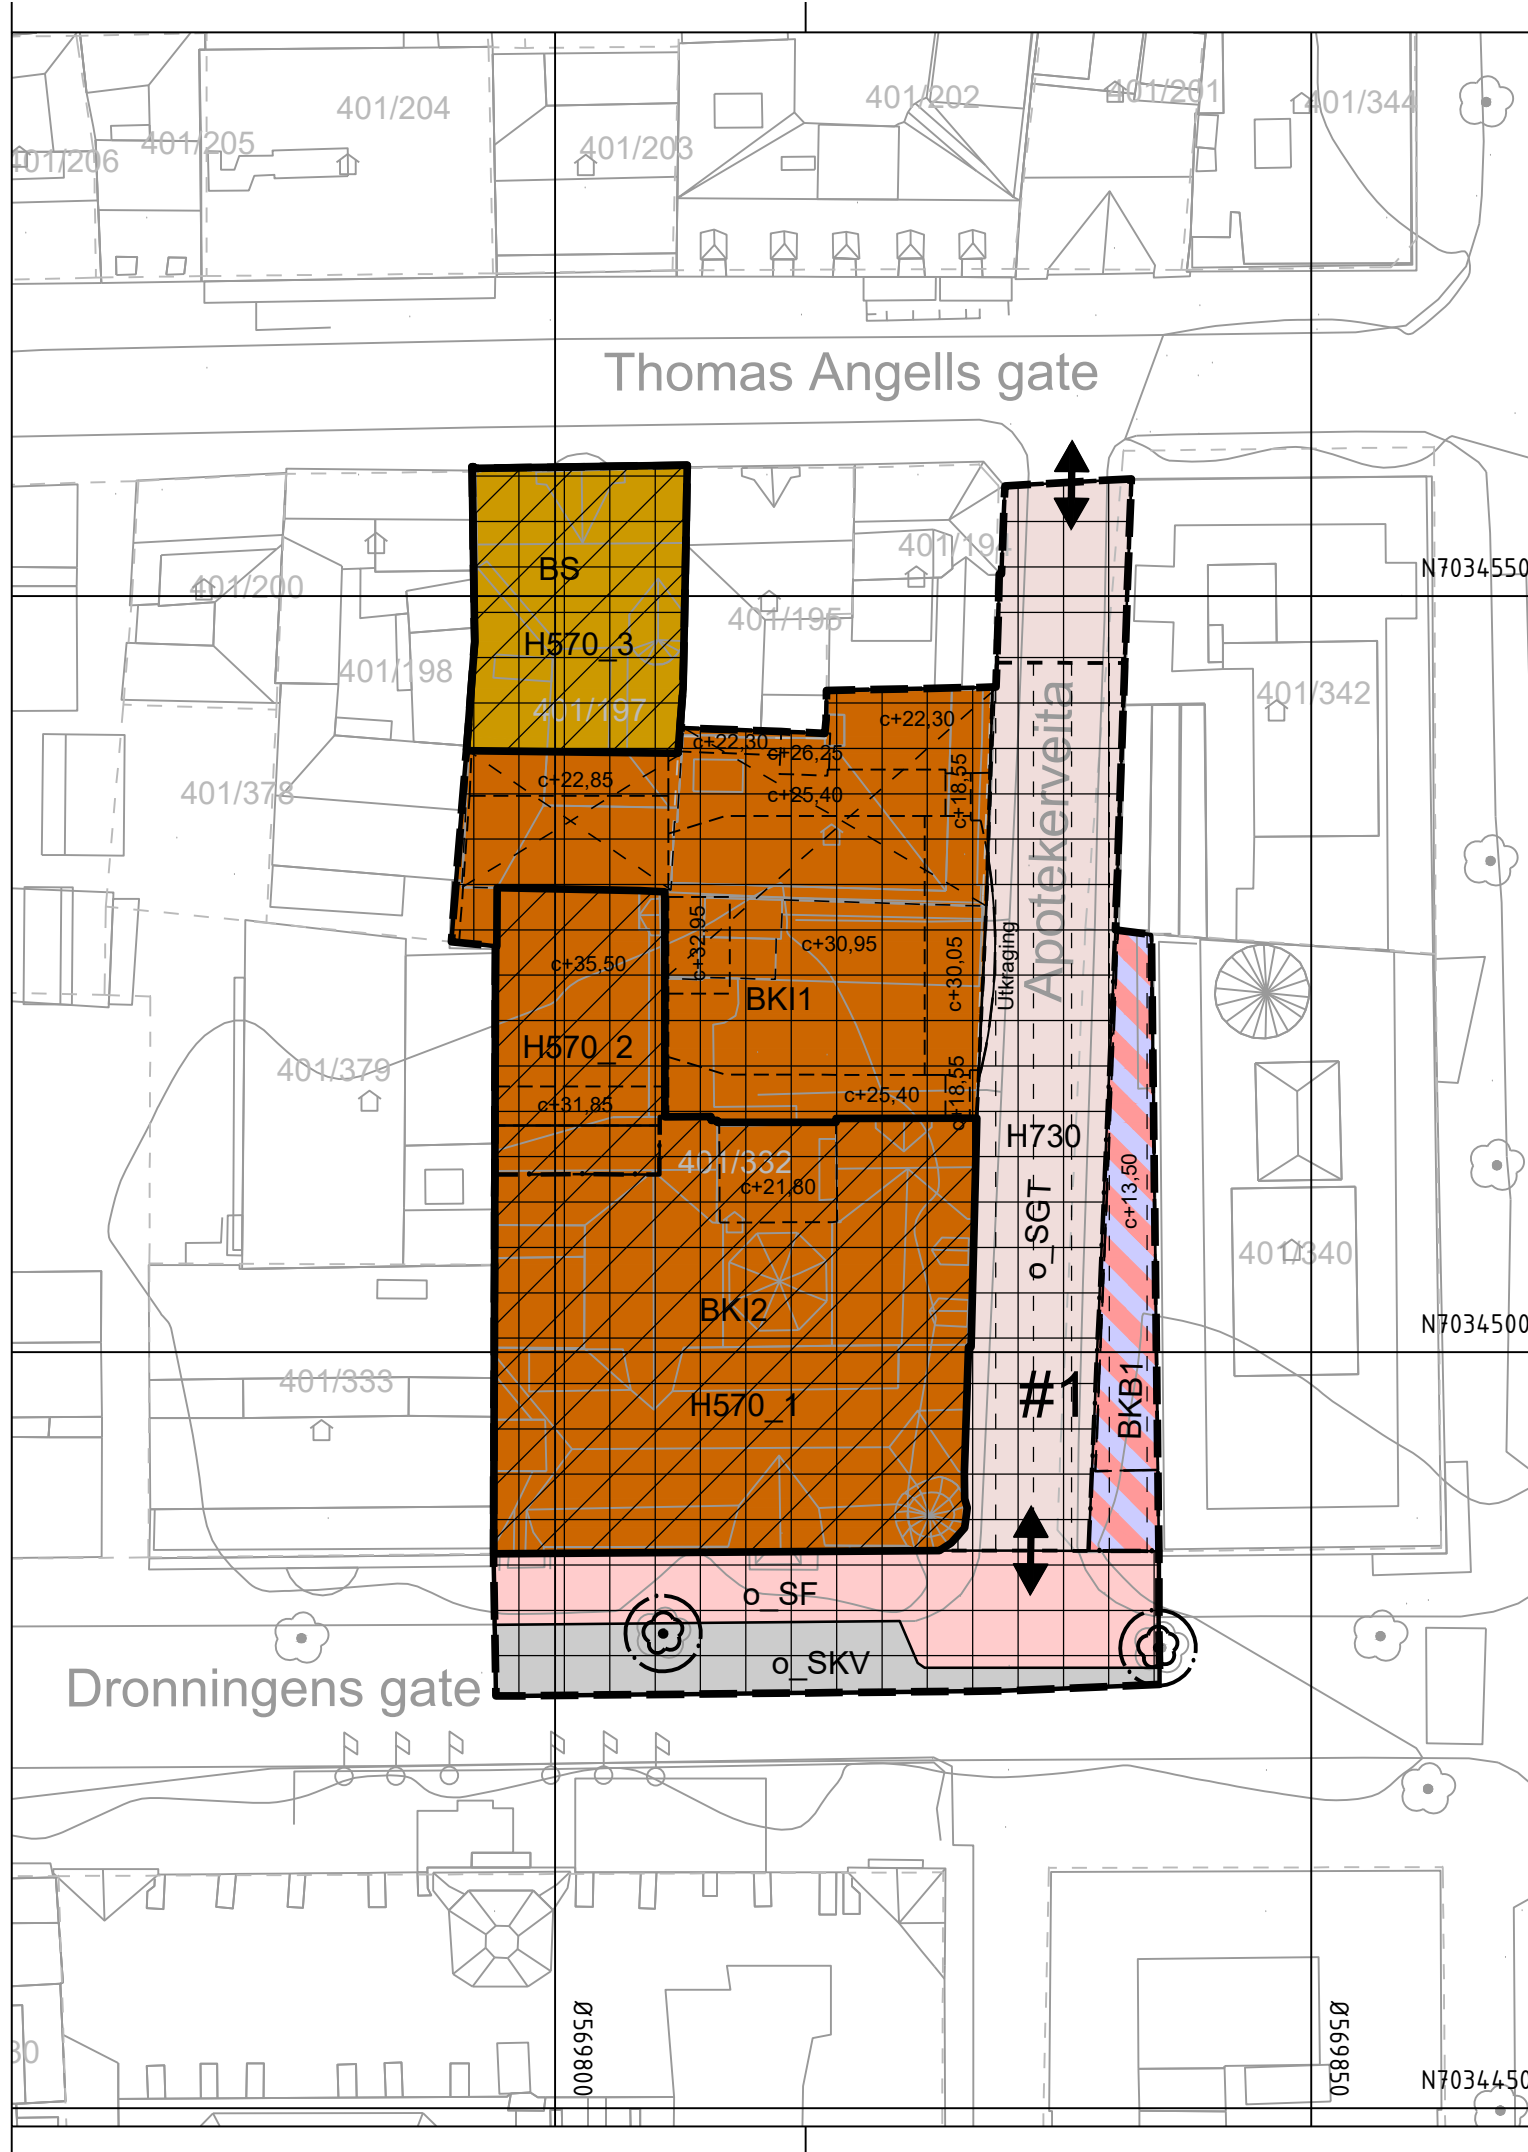 401/204
401/202
401/201
401/344
401/205
401/203
401/206
Thomas Angells gate
401/194
BS
N7034550
401/200
401/195
H570_3
401/198
401/342
401/197
c+22,30
c+22,30
c+26,25
c+22,85
401/378
c+25,40
c+18,55
Apotekerveita
c+32,95
c+30,95
c+35,50
c+30,05
Utkraging
BKI1
H570_2
401/379
c+25,40
c+31,85
c+18,55
H730
401/332
c+21,80
c+13,50
o_SGT
401/340
BKI2
N7034500
401/333
#1
BKB1
H570_1
o_SF
o_SKV
Dronningens gate
Ø569800
Ø569850
30
N7034450